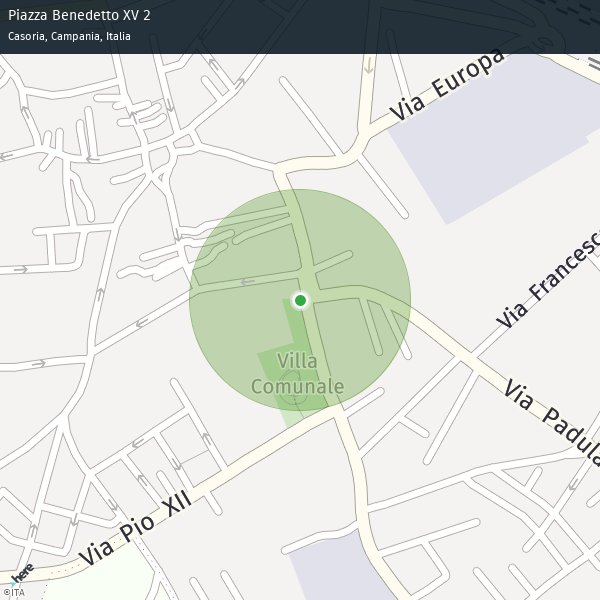 Piazza Benedetto XV 2
Casoria, Campania, Italia
Via Europa
Via Francesc
Villa
Comunale
Via Padula
Via Pio XII
here
©ITA